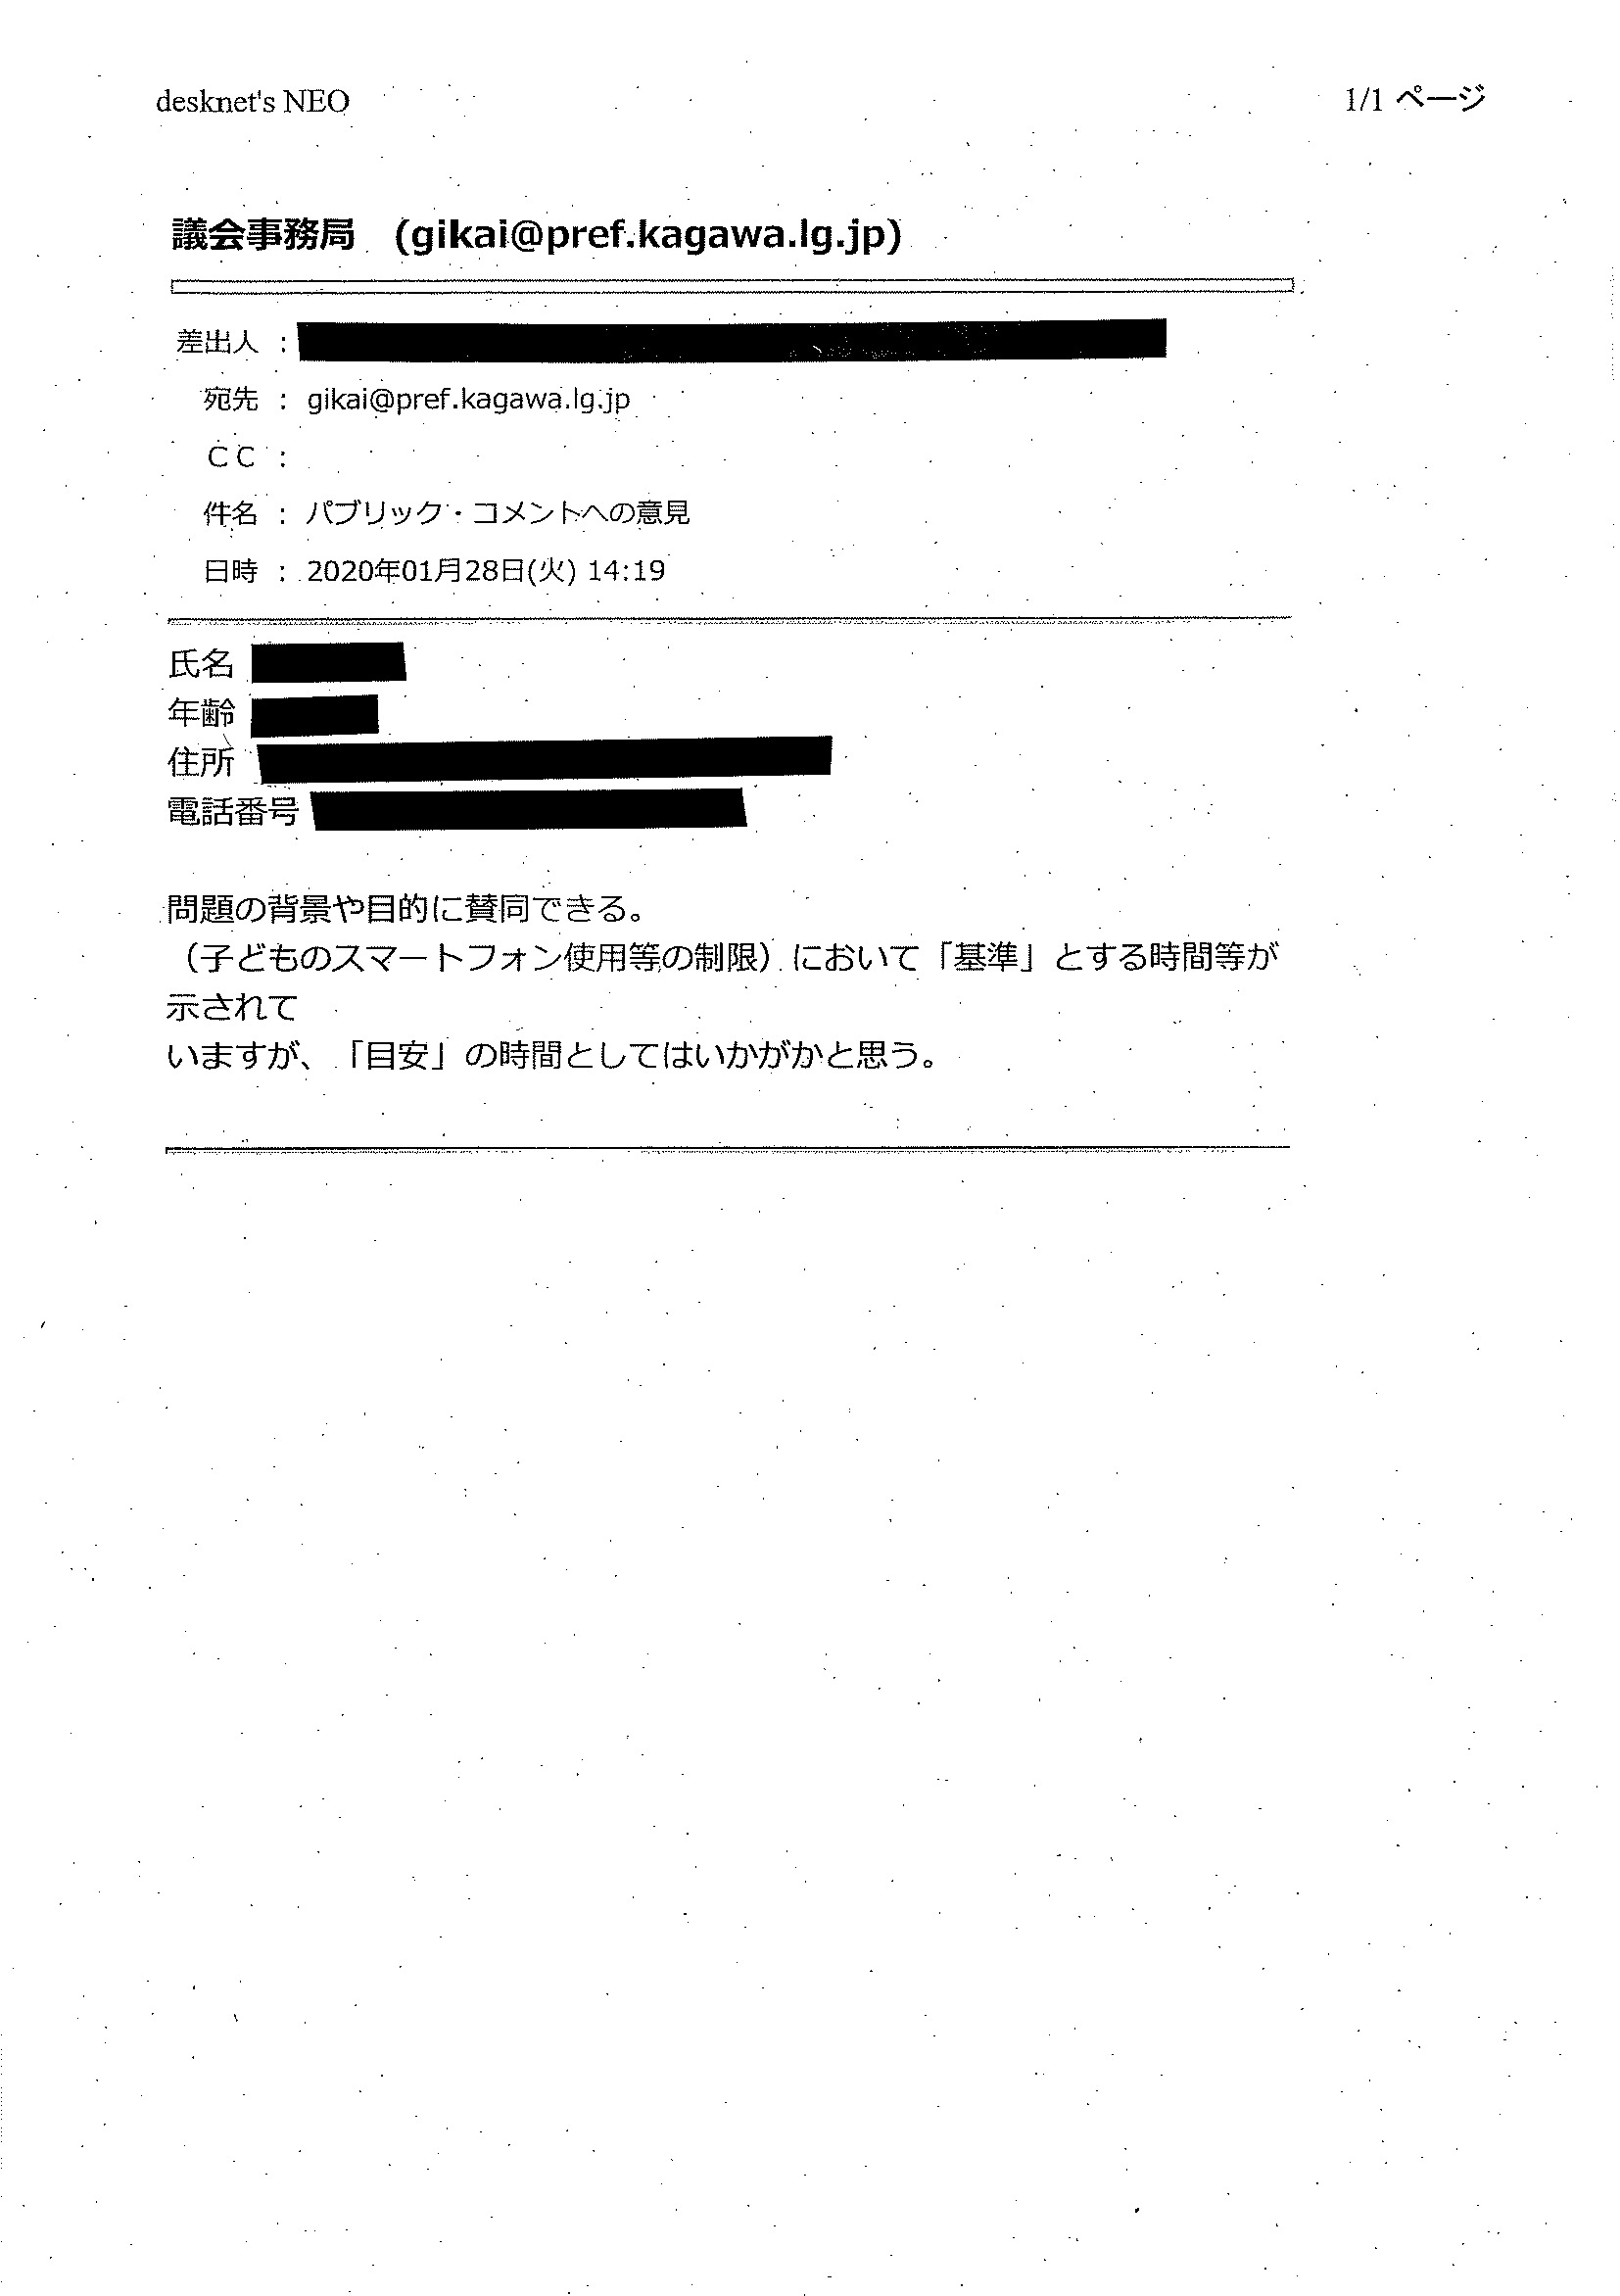 desknet's NEO
1/1 ページ
議会事務局 (gikai@pref.kagawa.lg.jp)
差出人 :
宛先 : gikai@pref.kagawa.lg.jp
ＣＣ :
件名 : パブリック・コメントへの意見
日時 : 2020年01月28日(火) 14:19
氏名
年齢
住所
電話番号
問題の背景や目的に賛同できる。
（子どものスマートフォン使用等の制限）において「基準」とする時間等が
示されて
いますが、「目安」の時間としてはいかがかと思う。